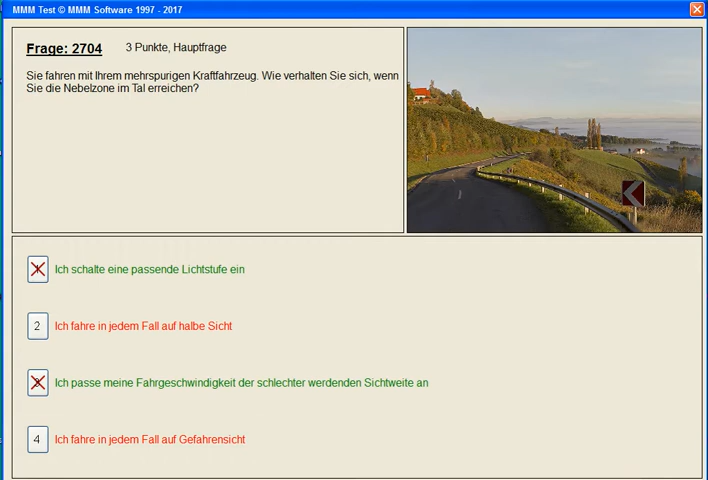 MMM Test © MMM Software 1997 - 2017
Frage: 2704 3 Punkte, Hauptfrage
Sie fahren mit Ihrem mehrspurigen Kraftfahrzeug. Wie verhalten Sie sich, wenn
Sie die Nebelzone im Tal erreichen?
1 Ich schalte eine passende Lichtstufe ein
2 Ich fahre in jedem Fall auf halbe Sicht
3 Ich passe meine Fahrgeschwindigkeit der schlechter werdenden Sichtweite an
4 Ich fahre in jedem Fall auf Gefahrensicht